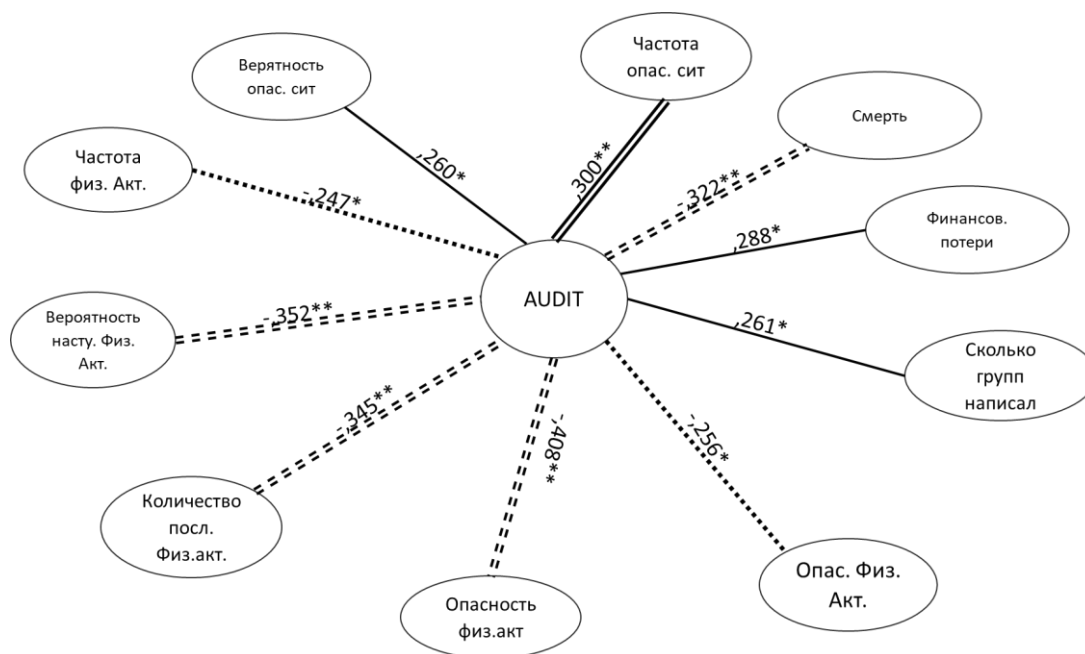 Частота
опас. сит
Верятность
опас. сит
Смерть
Частота
физ. Акт.
,260*
,300**
-,322**
-,247*
Финансов.
потери
,288*
AUDIT
Вероятность
насту. Физ.
Акт.
-,352**
,261*
Сколько
групп
написал
-,345**
-,408**
-,256*
Количество
посл.
Физ.акт.
Опасность
физ.акт
Опас. Физ.
Акт.